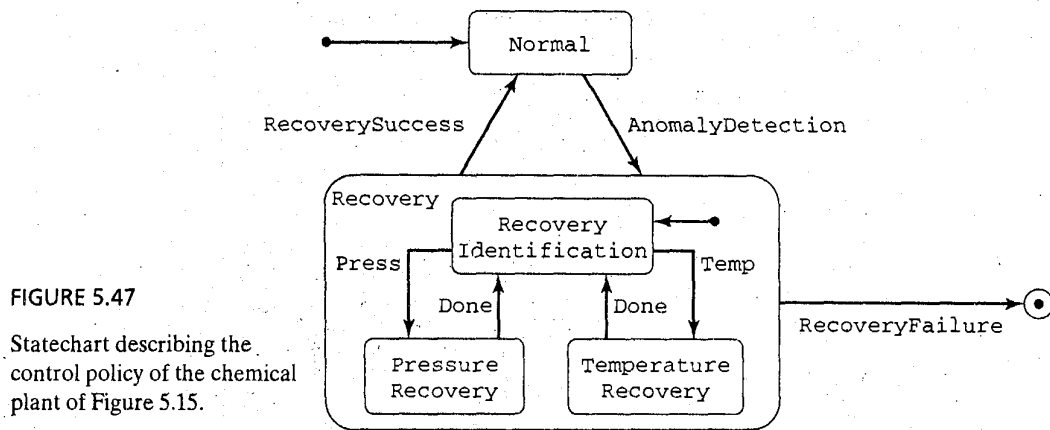 Normal
RecoverySuccess
AnomalyDetection
Recovery
Recovery
Identification
Press
Temp
Done
Done
RecoveryFailure
Pressure
Recovery
Temperature
Recovery
FIGURE 5.47
Statechart describing the
control policy of the chemical
plant of Figure 5.15.